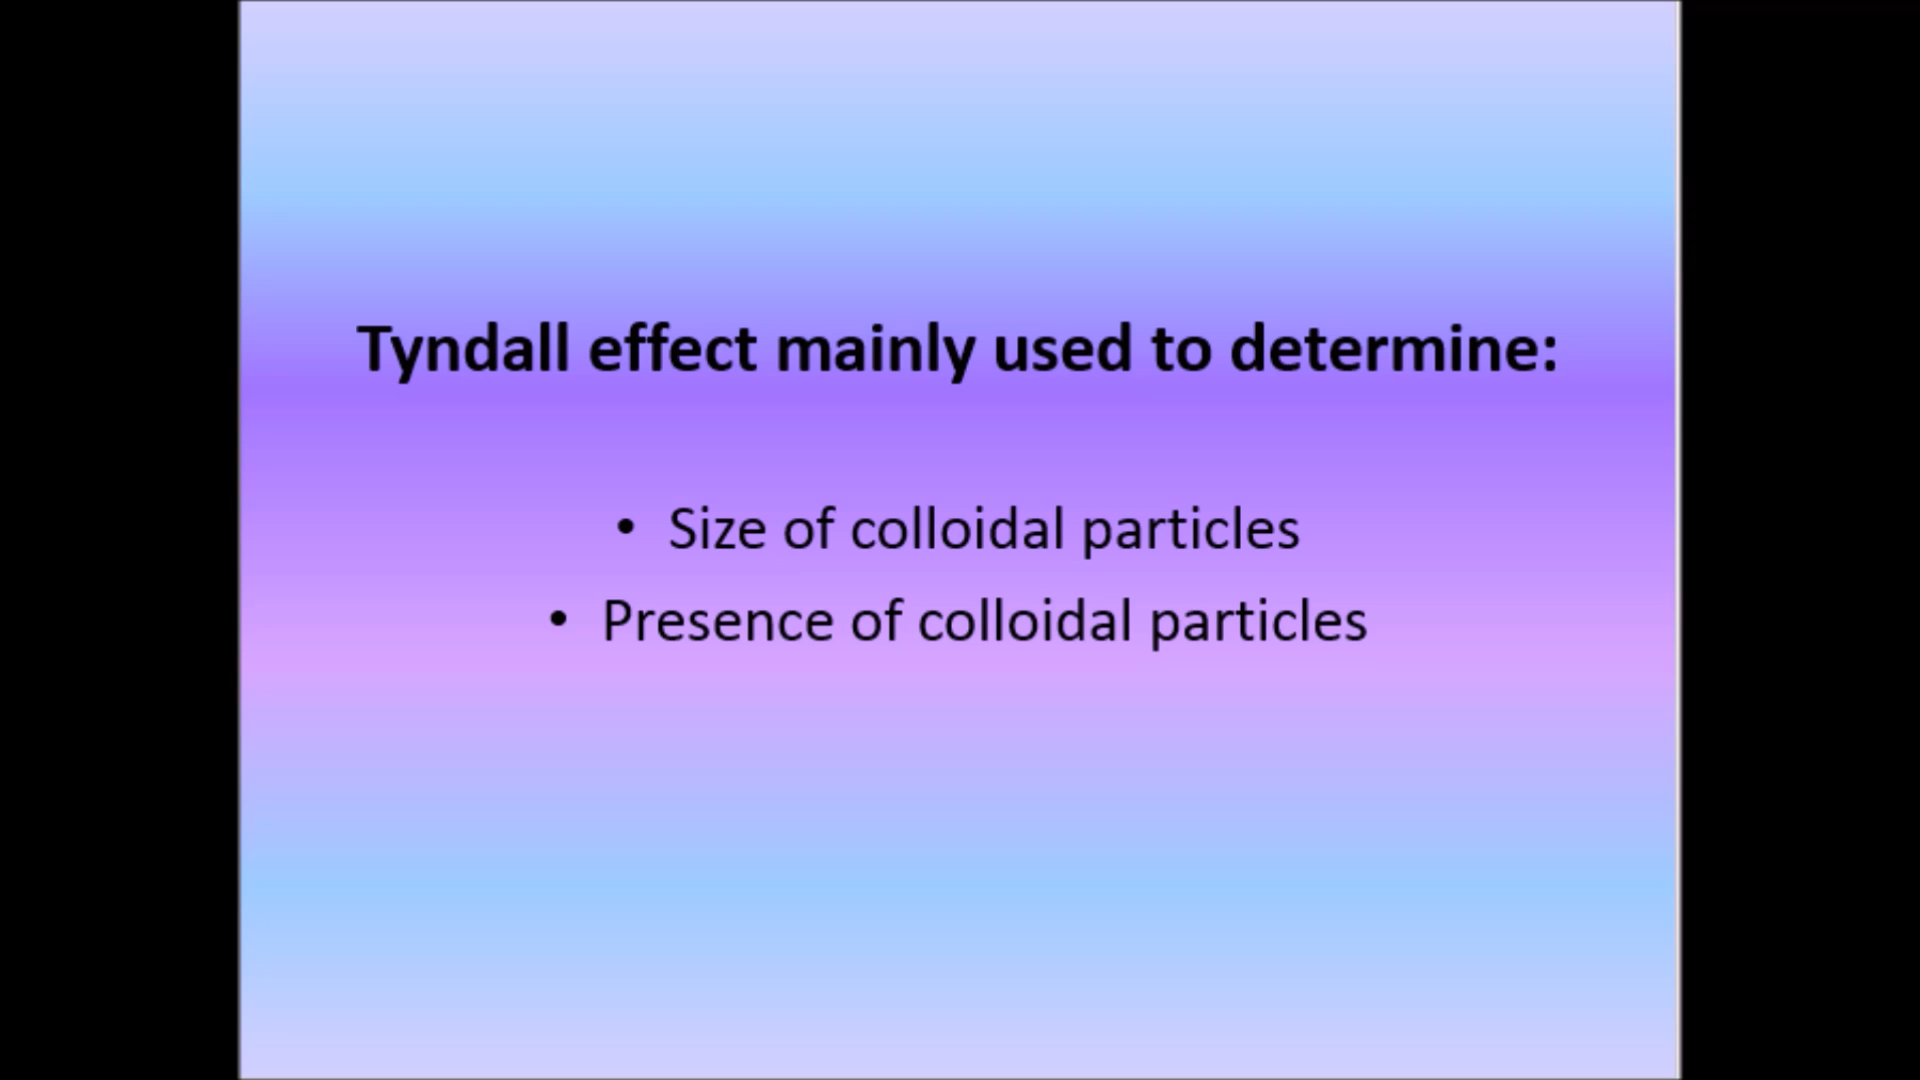 Tyndall effect mainly used to determine:
• Size of colloidal particles
• Presence of colloidal particles